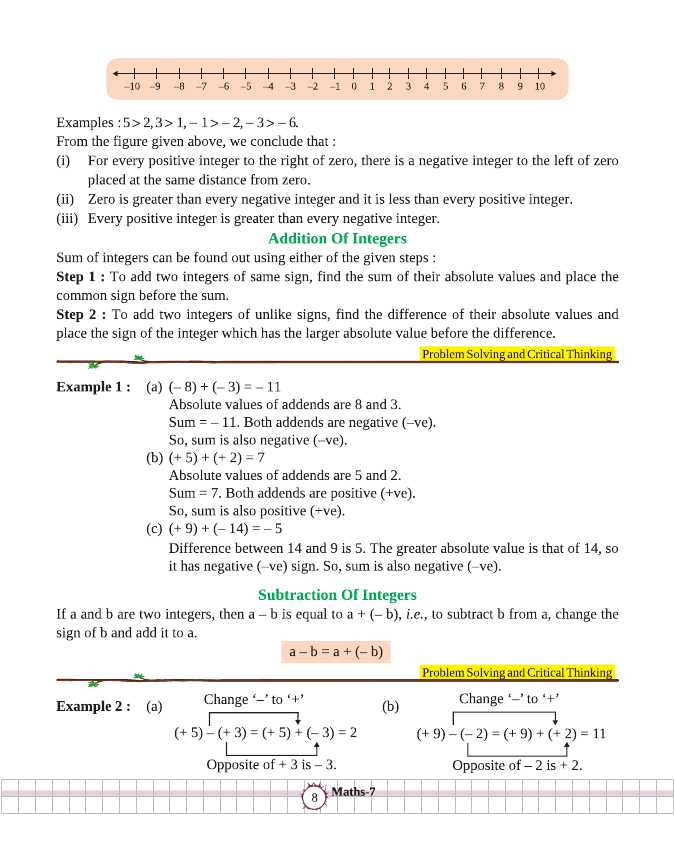 –10 –9 –8 –7 –6 –5 –4 –3 –2 –1 0 1 2 3 4 5 6 7 8 9 10
Examples : 5 > 2, 3 > 1, – 1 > – 2, – 3 > – 6.
From the figure given above, we conclude that :
(i) For every positive integer to the right of zero, there is a negative integer to the left of zero
placed at the same distance from zero.
(ii) Zero is greater than every negative integer and it is less than every positive integer.
(iii) Every positive integer is greater than every negative integer.
Addition Of Integers
Sum of integers can be found out using either of the given steps :
Step 1 : To add two integers of same sign, find the sum of their absolute values and place the
common sign before the sum.
Step 2 : To add two integers of unlike signs, find the difference of their absolute values and
place the sign of the integer which has the larger absolute value before the difference.
Problem Solving and Critical Thinking
Example 1 : (a) (– 8) + (– 3) = – 11
Absolute values of addends are 8 and 3.
Sum = – 11. Both addends are negative (–ve).
So, sum is also negative (–ve).
(b) (+ 5) + (+ 2) = 7
Absolute values of addends are 5 and 2.
Sum = 7. Both addends are positive (+ve).
So, sum is also positive (+ve).
(c) (+ 9) + (– 14) = – 5
Difference between 14 and 9 is 5. The greater absolute value is that of 14, so
it has negative (–ve) sign. So, sum is also negative (–ve).
Subtraction Of Integers
If a and b are two integers, then a – b is equal to a + (– b), i.e., to subtract b from a, change the
sign of b and add it to a.
a – b = a + (– b)
Problem Solving and Critical Thinking
Example 2 : (a) Change ‘–’ to ‘+’
(+ 5) – (+ 3) = (+ 5) + (– 3) = 2
Opposite of + 3 is – 3.
(b) Change ‘–’ to ‘+’
(+ 9) – (– 2) = (+ 9) + (+ 2) = 11
Opposite of – 2 is + 2.
8 Maths-7